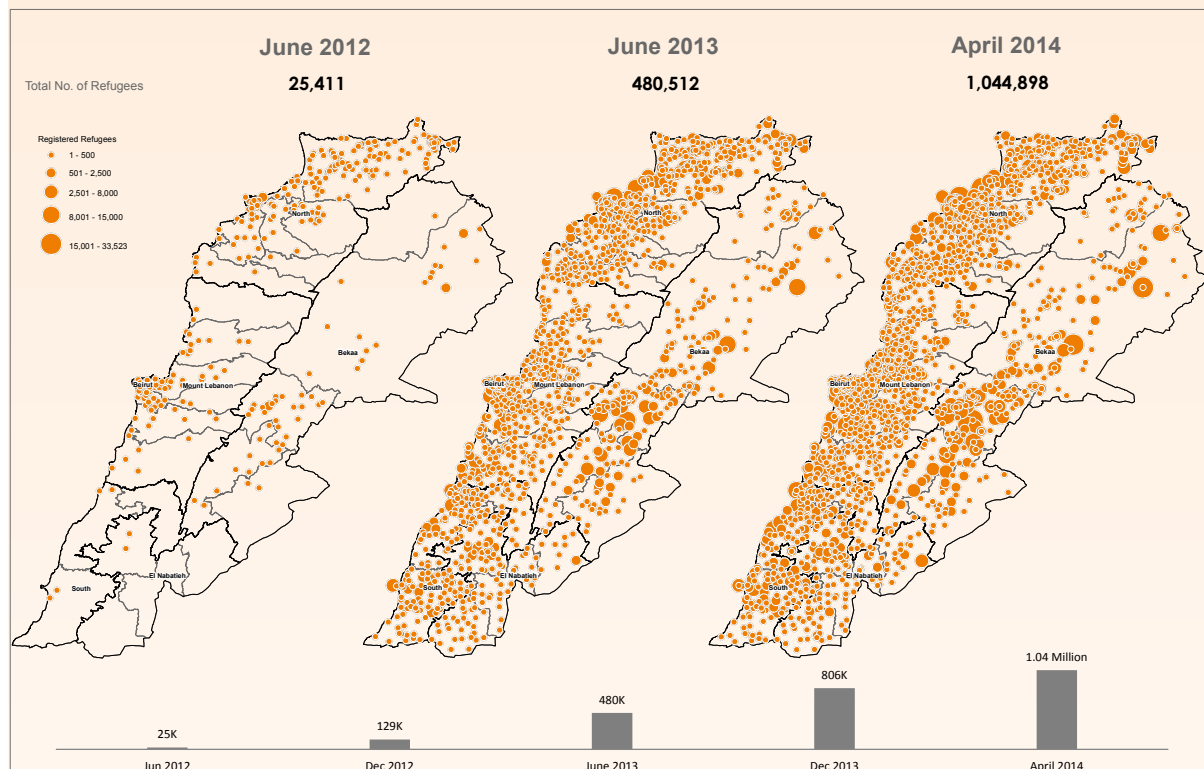 June 2012
June 2013
April 2014
Total No. of Refugees
25,411
480,512
1,044,898
Registered Refugees
1 - 500
501 - 2,500
2,501 - 8,000
8,001 - 15,000
15,001 - 33,523
North
Bekaa
Beirut
Mount Lebanon
El Nabatieh
South
North
Bekaa
Beirut
Mount Lebanon
El Nabatieh
South
North
Bekaa
Beirut
Mount Lebanon
El Nabatieh
South
25K
129K
480K
806K
1.04 Million
Jun 2012
Dec 2012
June 2013
Dec 2013
April 2014